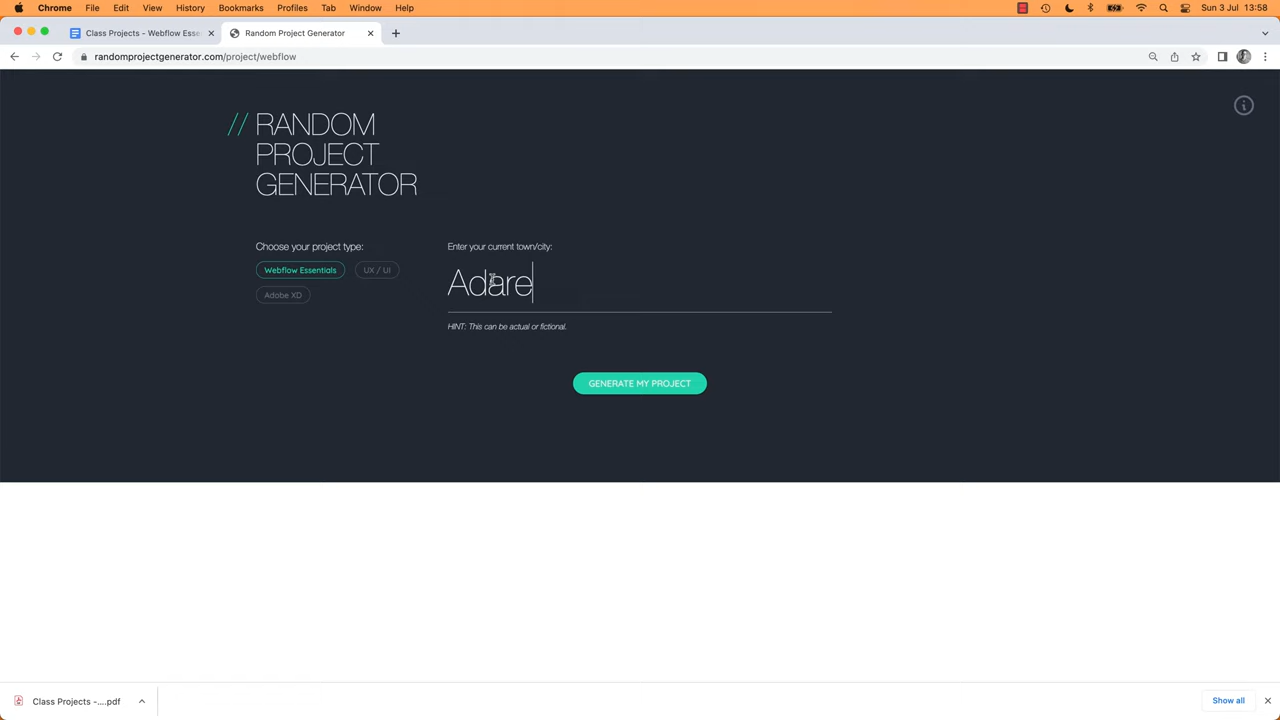 Chrome File Edit View History Bookmarks Profiles Tab Window Help Sun 3 Jul 13:58
Class Projects - Webflow Esse Random Project Generator
randomprojectgenerator.com/project/webflow
// RANDOM
PROJECT
GENERATOR
Choose your project type:
Webflow Essentials UX / UI
Adobe XD
Enter your current town/city:
Adare
HINT: This can be actual or fictional.
GENERATE MY PROJECT
Class Projects -....pdf Show all